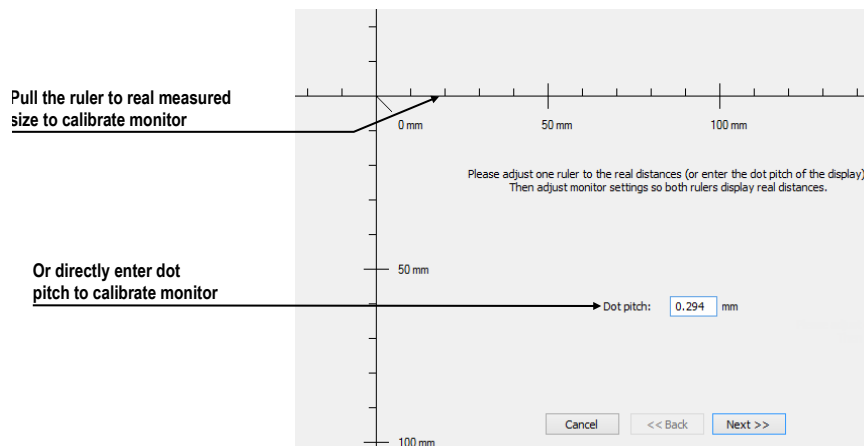 Pull the ruler to real measured
size to calibrate monitor
0 mm
50 mm
100 mm
Please adjust one ruler to the real distances (or enter the dot pitch of the display)
Then adjust monitor settings so both rulers display real distances.
Or directly enter dot
pitch to calibrate monitor
50 mm
Dot pitch: 0.294 mm
Cancel << Back Next >>
100 mm